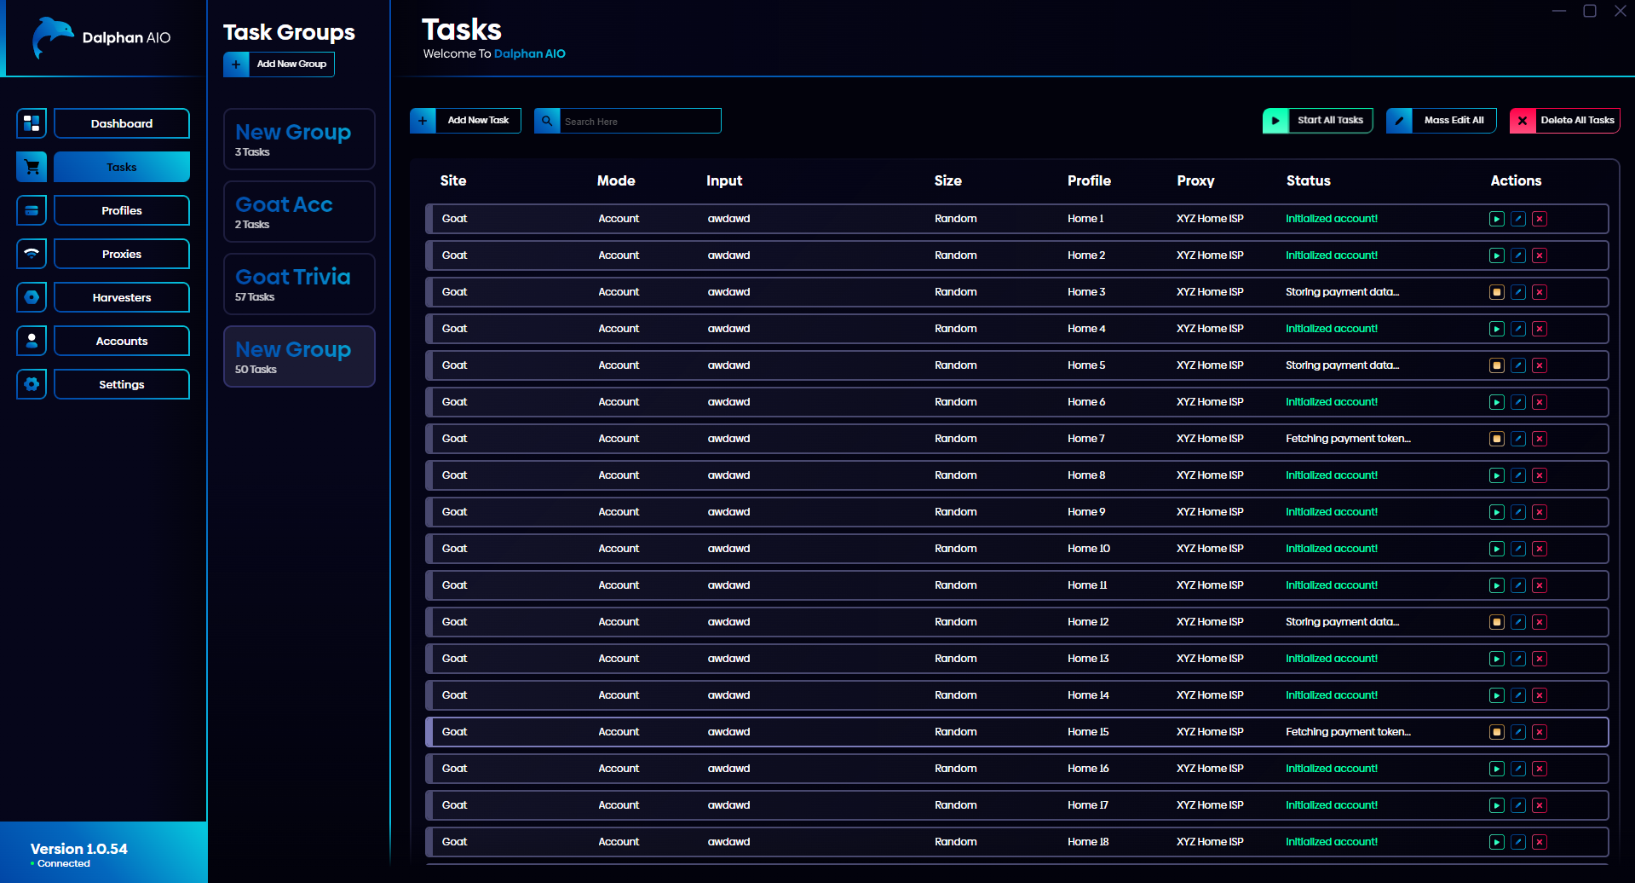 Dalphan AIO
Dashboard
Tasks
Profiles
Proxies
Harvesters
Accounts
Settings
Version 1.0.54
Connected
Task Groups
+ Add New Group
New Group
3 Tasks
Goat Acc
2 Tasks
Goat Trivia
57 Tasks
New Group
50 Tasks
Tasks
Welcome To Dalphan AIO
+ Add New Task
Search Here
Start All Tasks
Mass Edit All
Delete All Tasks
Site Mode Input Size Profile Proxy Status Actions
Goat Account awdawd Random Home 1 XYZ Home ISP Initialized account!
Goat Account awdawd Random Home 2 XYZ Home ISP Initialized account!
Goat Account awdawd Random Home 3 XYZ Home ISP Storing payment data...
Goat Account awdawd Random Home 4 XYZ Home ISP Initialized account!
Goat Account awdawd Random Home 5 XYZ Home ISP Storing payment data...
Goat Account awdawd Random Home 6 XYZ Home ISP Initialized account!
Goat Account awdawd Random Home 7 XYZ Home ISP Fetching payment token...
Goat Account awdawd Random Home 8 XYZ Home ISP Initialized account!
Goat Account awdawd Random Home 9 XYZ Home ISP Initialized account!
Goat Account awdawd Random Home 10 XYZ Home ISP Initialized account!
Goat Account awdawd Random Home 11 XYZ Home ISP Initialized account!
Goat Account awdawd Random Home 12 XYZ Home ISP Storing payment data...
Goat Account awdawd Random Home 13 XYZ Home ISP Initialized account!
Goat Account awdawd Random Home 14 XYZ Home ISP Initialized account!
Goat Account awdawd Random Home 15 XYZ Home ISP Fetching payment token...
Goat Account awdawd Random Home 16 XYZ Home ISP Initialized account!
Goat Account awdawd Random Home 17 XYZ Home ISP Initialized account!
Goat Account awdawd Random Home 18 XYZ Home ISP Initialized account!